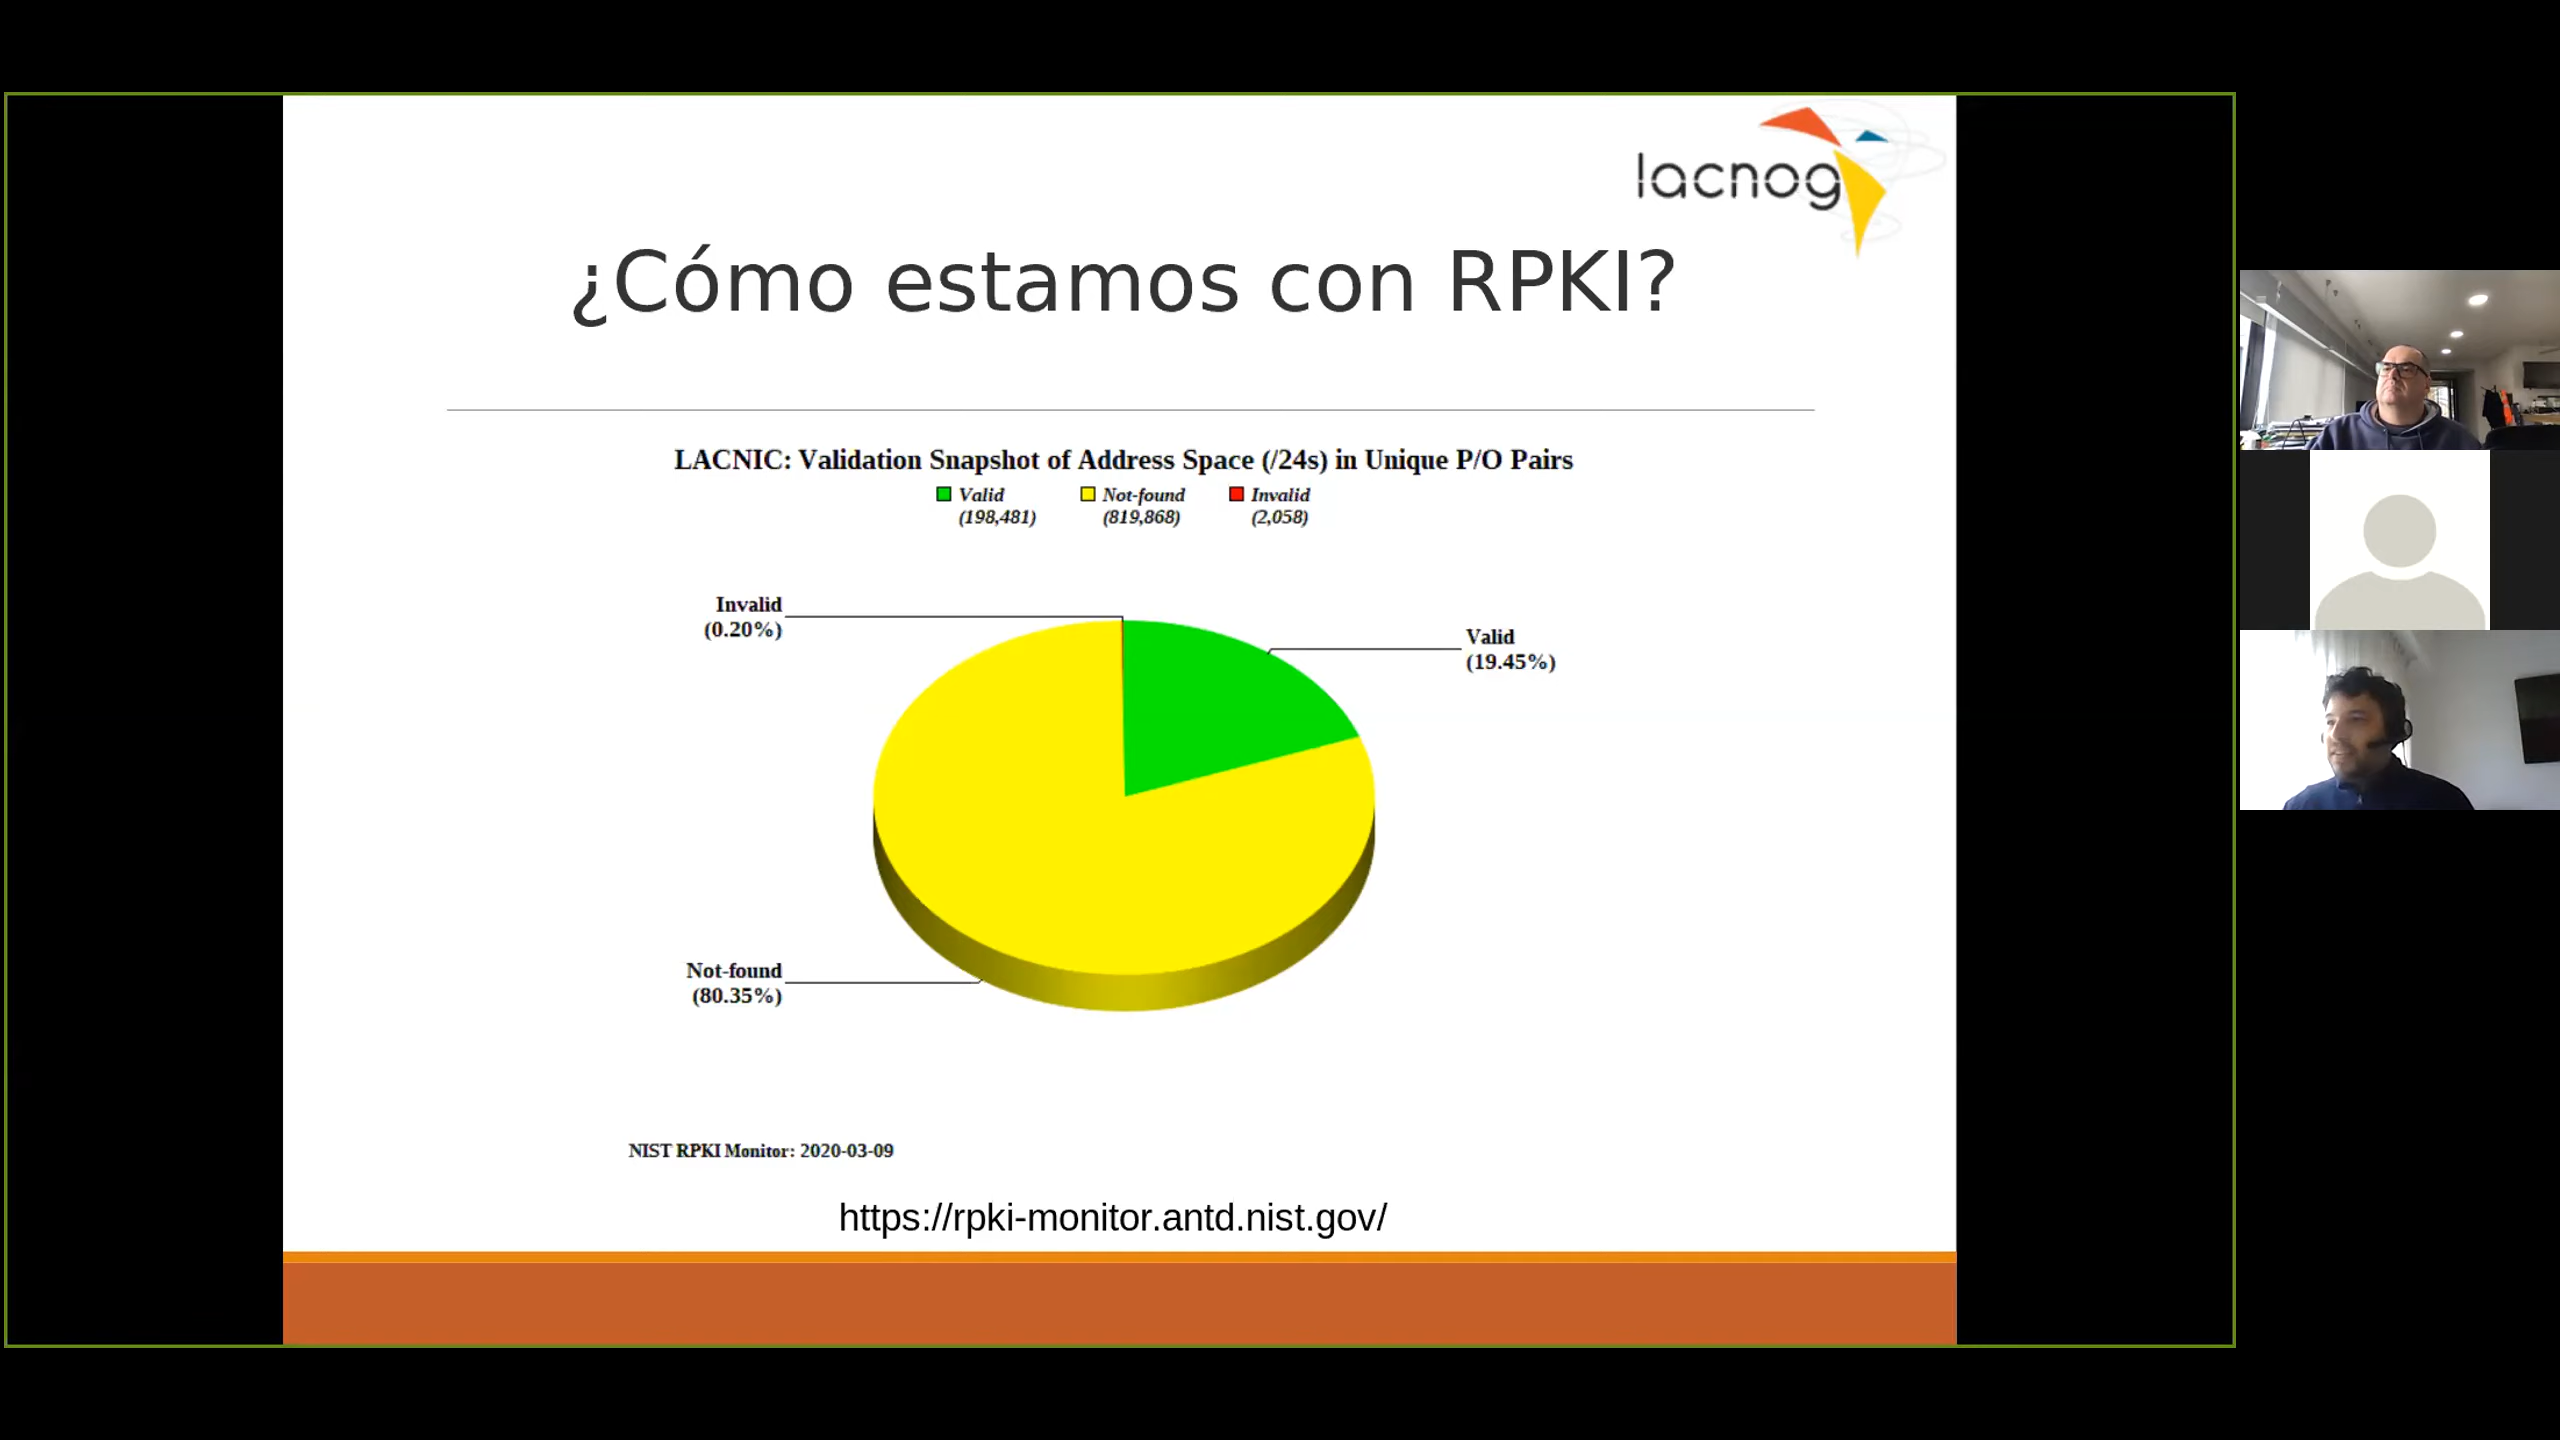 lacnog
¿Cómo estamos con RPKI?
LACNIC: Validation Snapshot of Address Space (/24s) in Unique P/O Pairs
Valid Not-found Invalid
(198,481) (819,868) (2,058)
Invalid
(0.20%)
Valid
(19.45%)
Not-found
(80.35%)
NIST RPKI Monitor: 2020-03-09
https://rpki-monitor.antd.nist.gov/